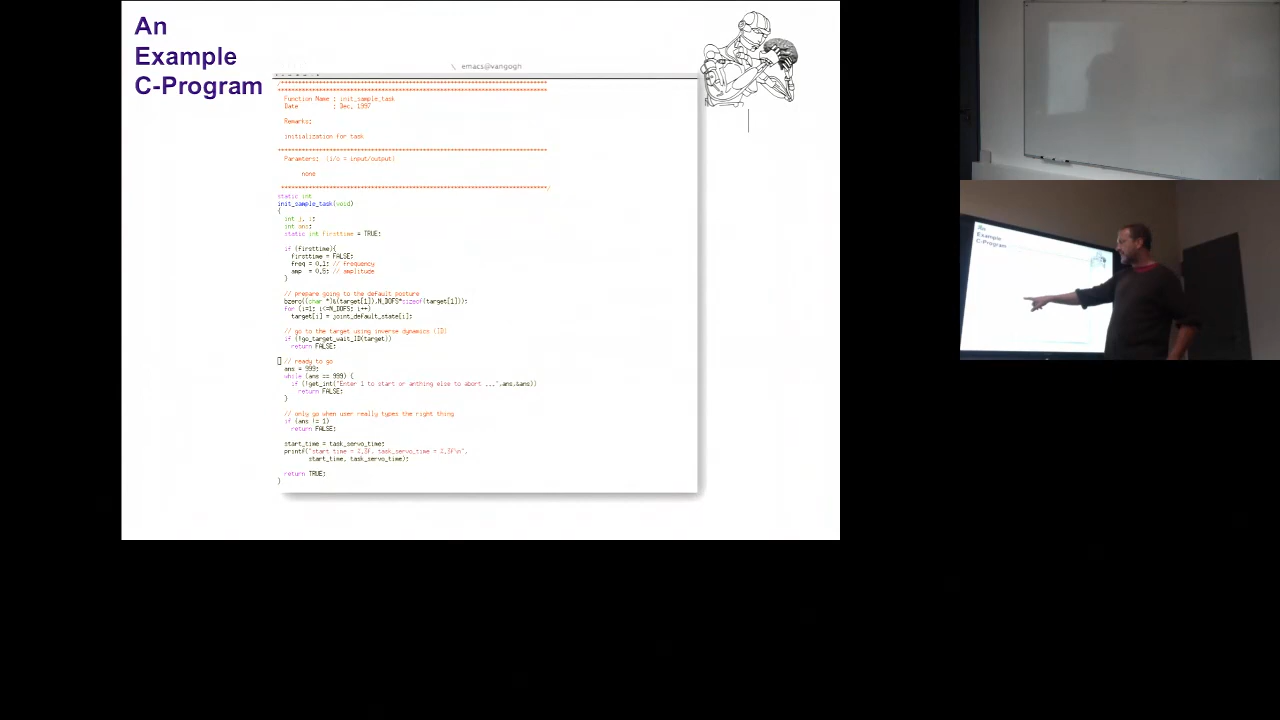 An
Example
C-Program
emacs@vangogh
/*****************************************************************************
*****************************************************************************
Function Name : init_sample_task
Date : Dec. 1997
Remarks:
initialization for task
*****************************************************************************
Paramters: (i/o = input/output)
none
*****************************************************************************/
static int
init_sample_task(void)
{
int j, i;
int ans;
static int firsttime = TRUE;
if (firsttime){
firsttime = FALSE;
freq = 0.1; // frequency
amp = 0.5; // amplitude
}
// prepare going to the default posture
bzero((char *)&(target[1]),N_DOFS*sizeof(target[1]));
for (i=1; i<=N_DOFS; i++)
target[i] = joint_default_state[i];
// go to the target using inverse dynamics (ID)
if (!go_target_wait_ID(target))
return FALSE;
// ready to go
ans = 999;
while (ans == 999) {
if (!get_int("Enter 1 to start or anthing else to abort ...",ans,&ans))
return FALSE;
}
// only go when user really types the right thing
if (ans != 1)
return FALSE;
start_time = task_servo_time;
printf("start time = %.3f, task_servo_time = %.3f\n",
start_time, task_servo_time);
return TRUE;
}
An
Example
C-Program